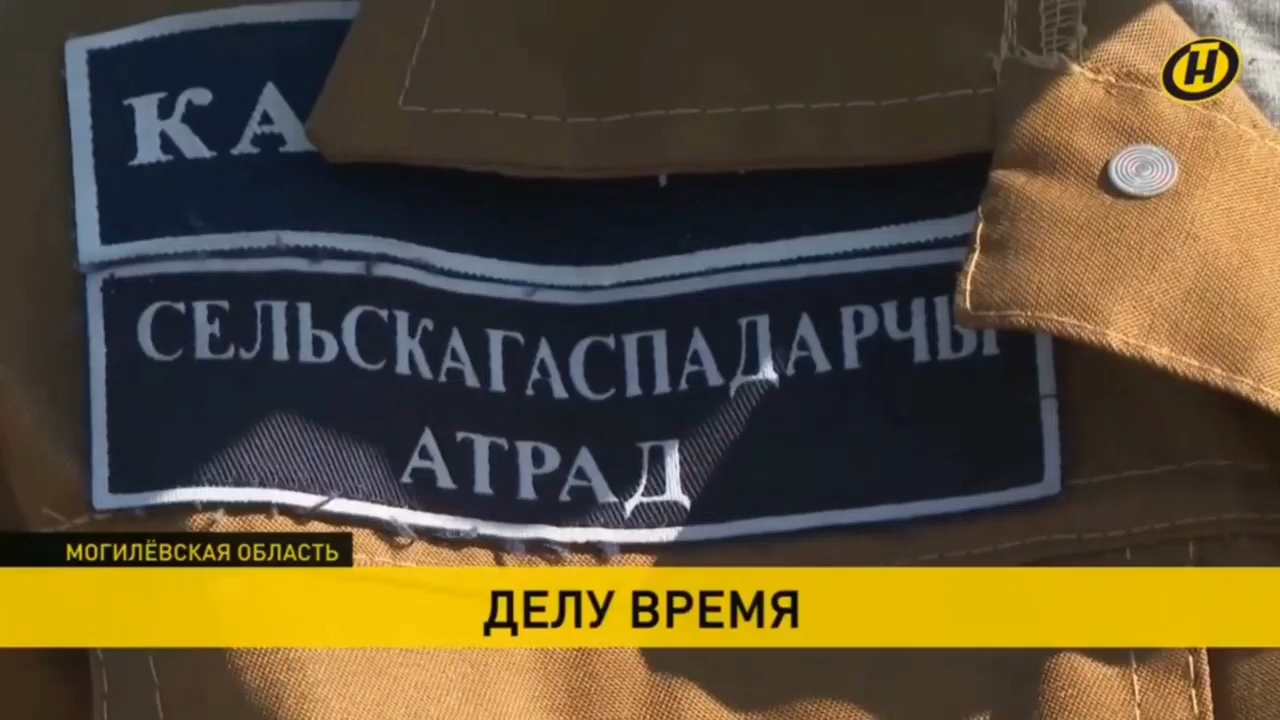 КА
СЕЛЬСКАГАСПАДАРЧЫ
АТРАД
МОГИЛЁВСКАЯ ОБЛАСТЬ
ДЕЛУ ВРЕМЯ